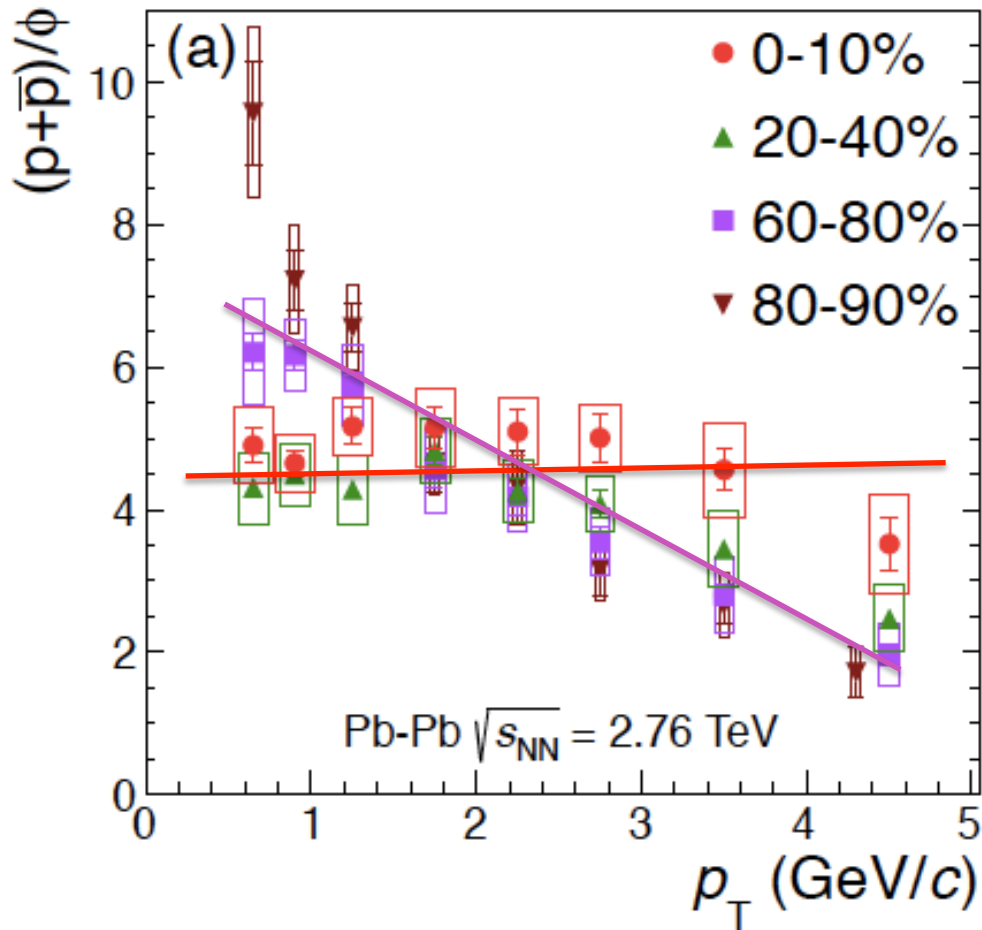 (p+p̅)/ϕ
(a)
0-10%
20-40%
60-80%
80-90%
10
8
6
4
2
0
Pb-Pb √sNN = 2.76 TeV
0 1 2 3 4 5
pT (GeV/c)